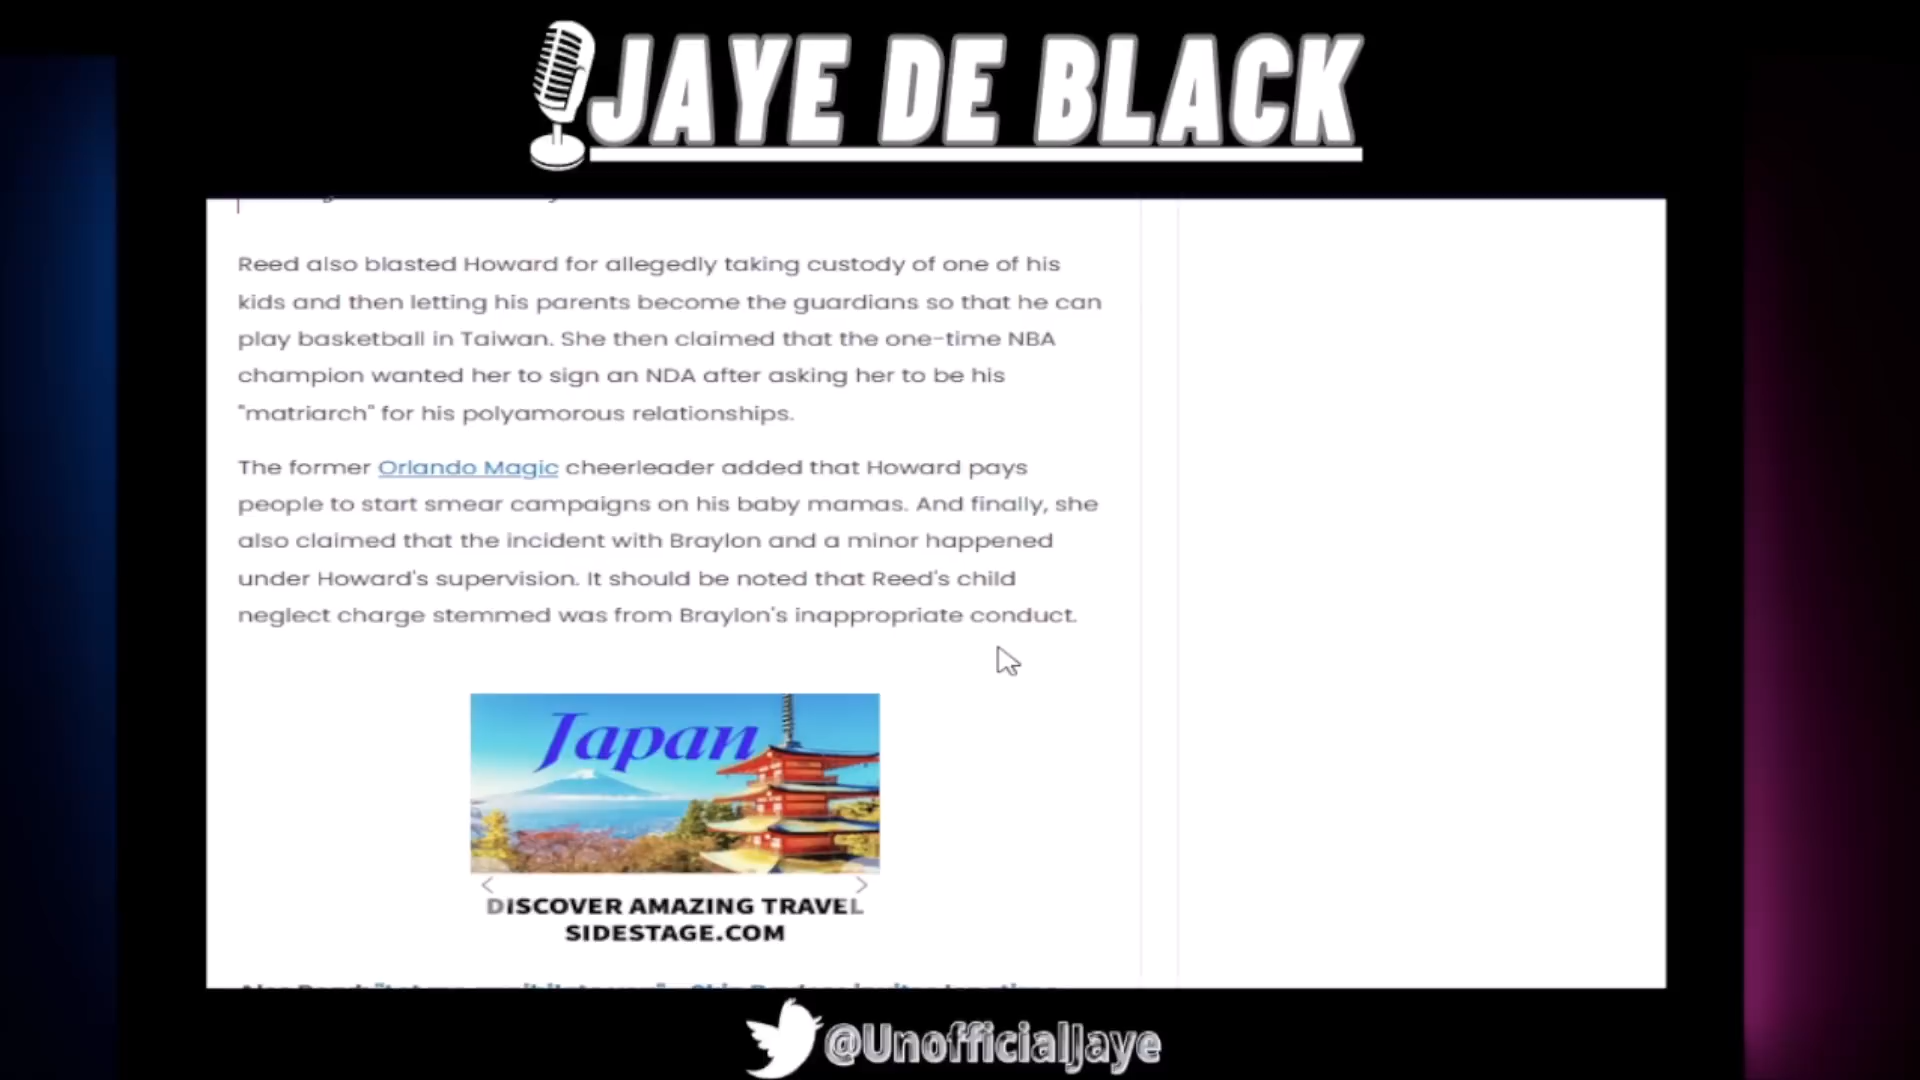 JAYE DE BLACK
Reed also blasted Howard for allegedly taking custody of one of his
kids and then letting his parents become the guardians so that he can
play basketball in Taiwan. She then claimed that the one-time NBA
champion wanted her to sign an NDA after asking her to be his
"matriarch" for his polyamorous relationships.
The former Orlando Magic cheerleader added that Howard pays
people to start smear campaigns on his baby mamas. And finally, she
also claimed that the incident with Braylon and a minor happened
under Howard's supervision. It should be noted that Reed's child
neglect charge stemmed was from Braylon's inappropriate conduct.
Japan
DISCOVER AMAZING TRAVEL
SIDESTAGE.COM
@UnofficialJaye